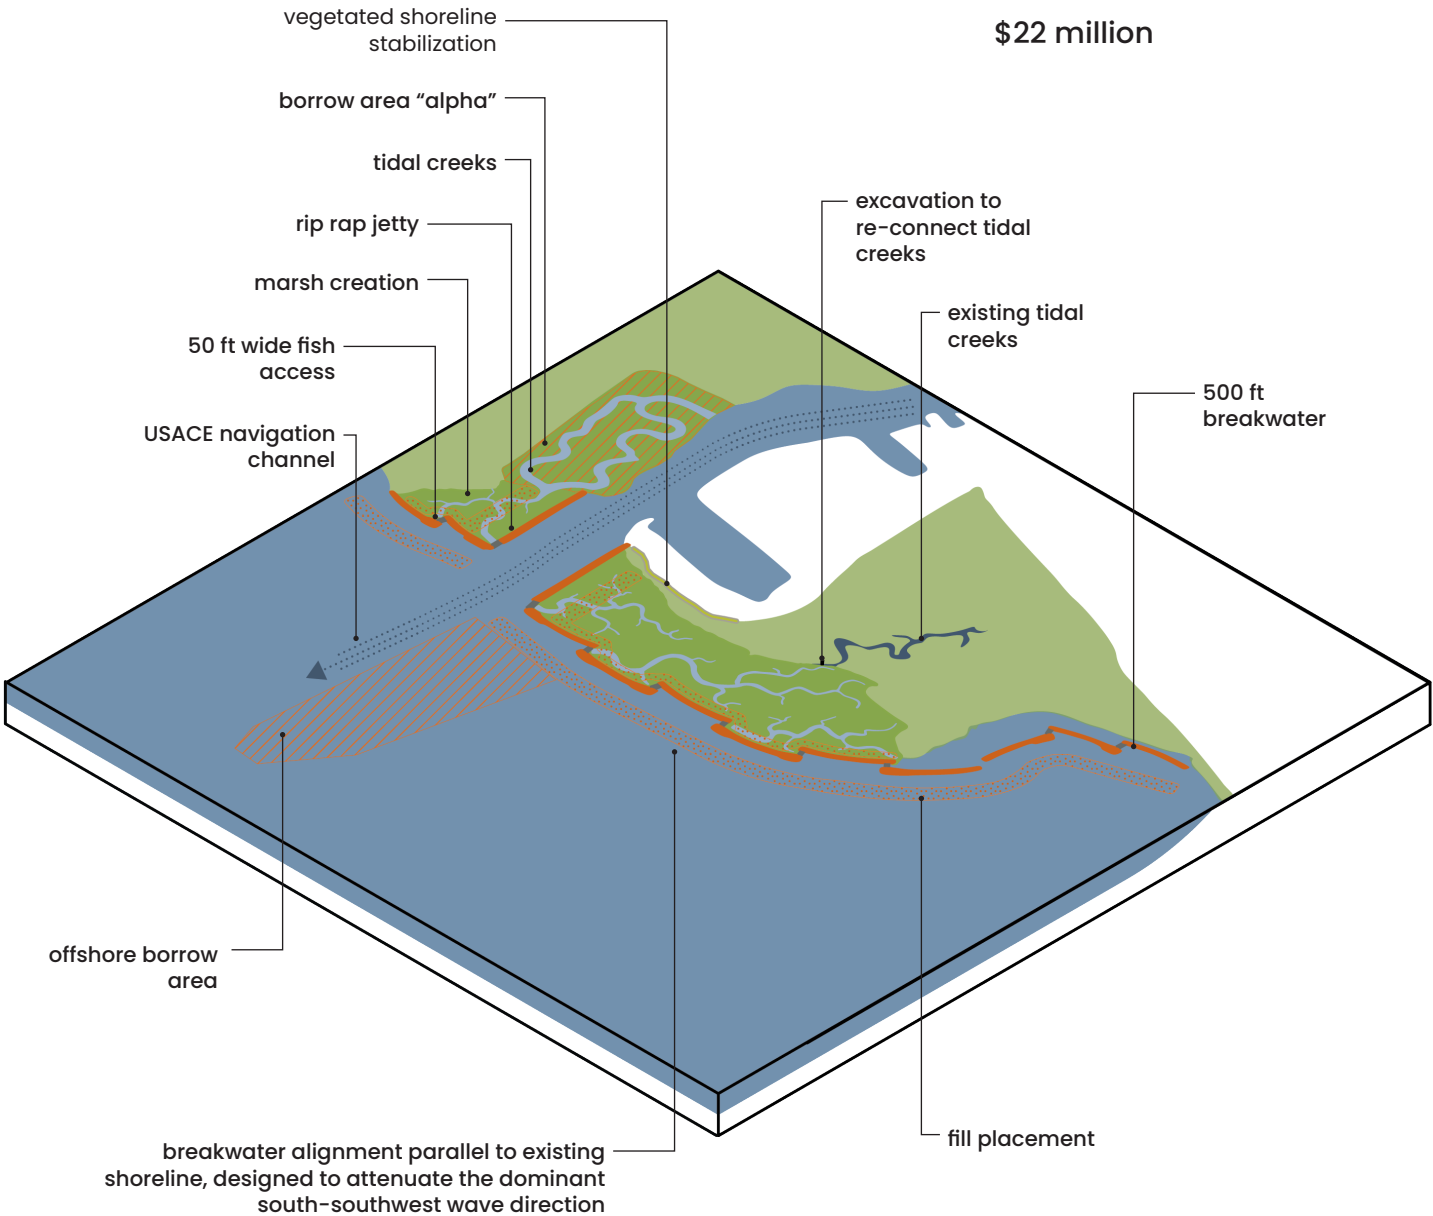 vegetated shoreline
stabilization
$22 million
borrow area “alpha”
tidal creeks
rip rap jetty
marsh creation
50 ft wide fish
access
USACE navigation
channel
excavation to
re-connect tidal
creeks
existing tidal
creeks
500 ft
breakwater
offshore borrow
area
breakwater alignment parallel to existing
shoreline, designed to attenuate the dominant
south-southwest wave direction
fill placement